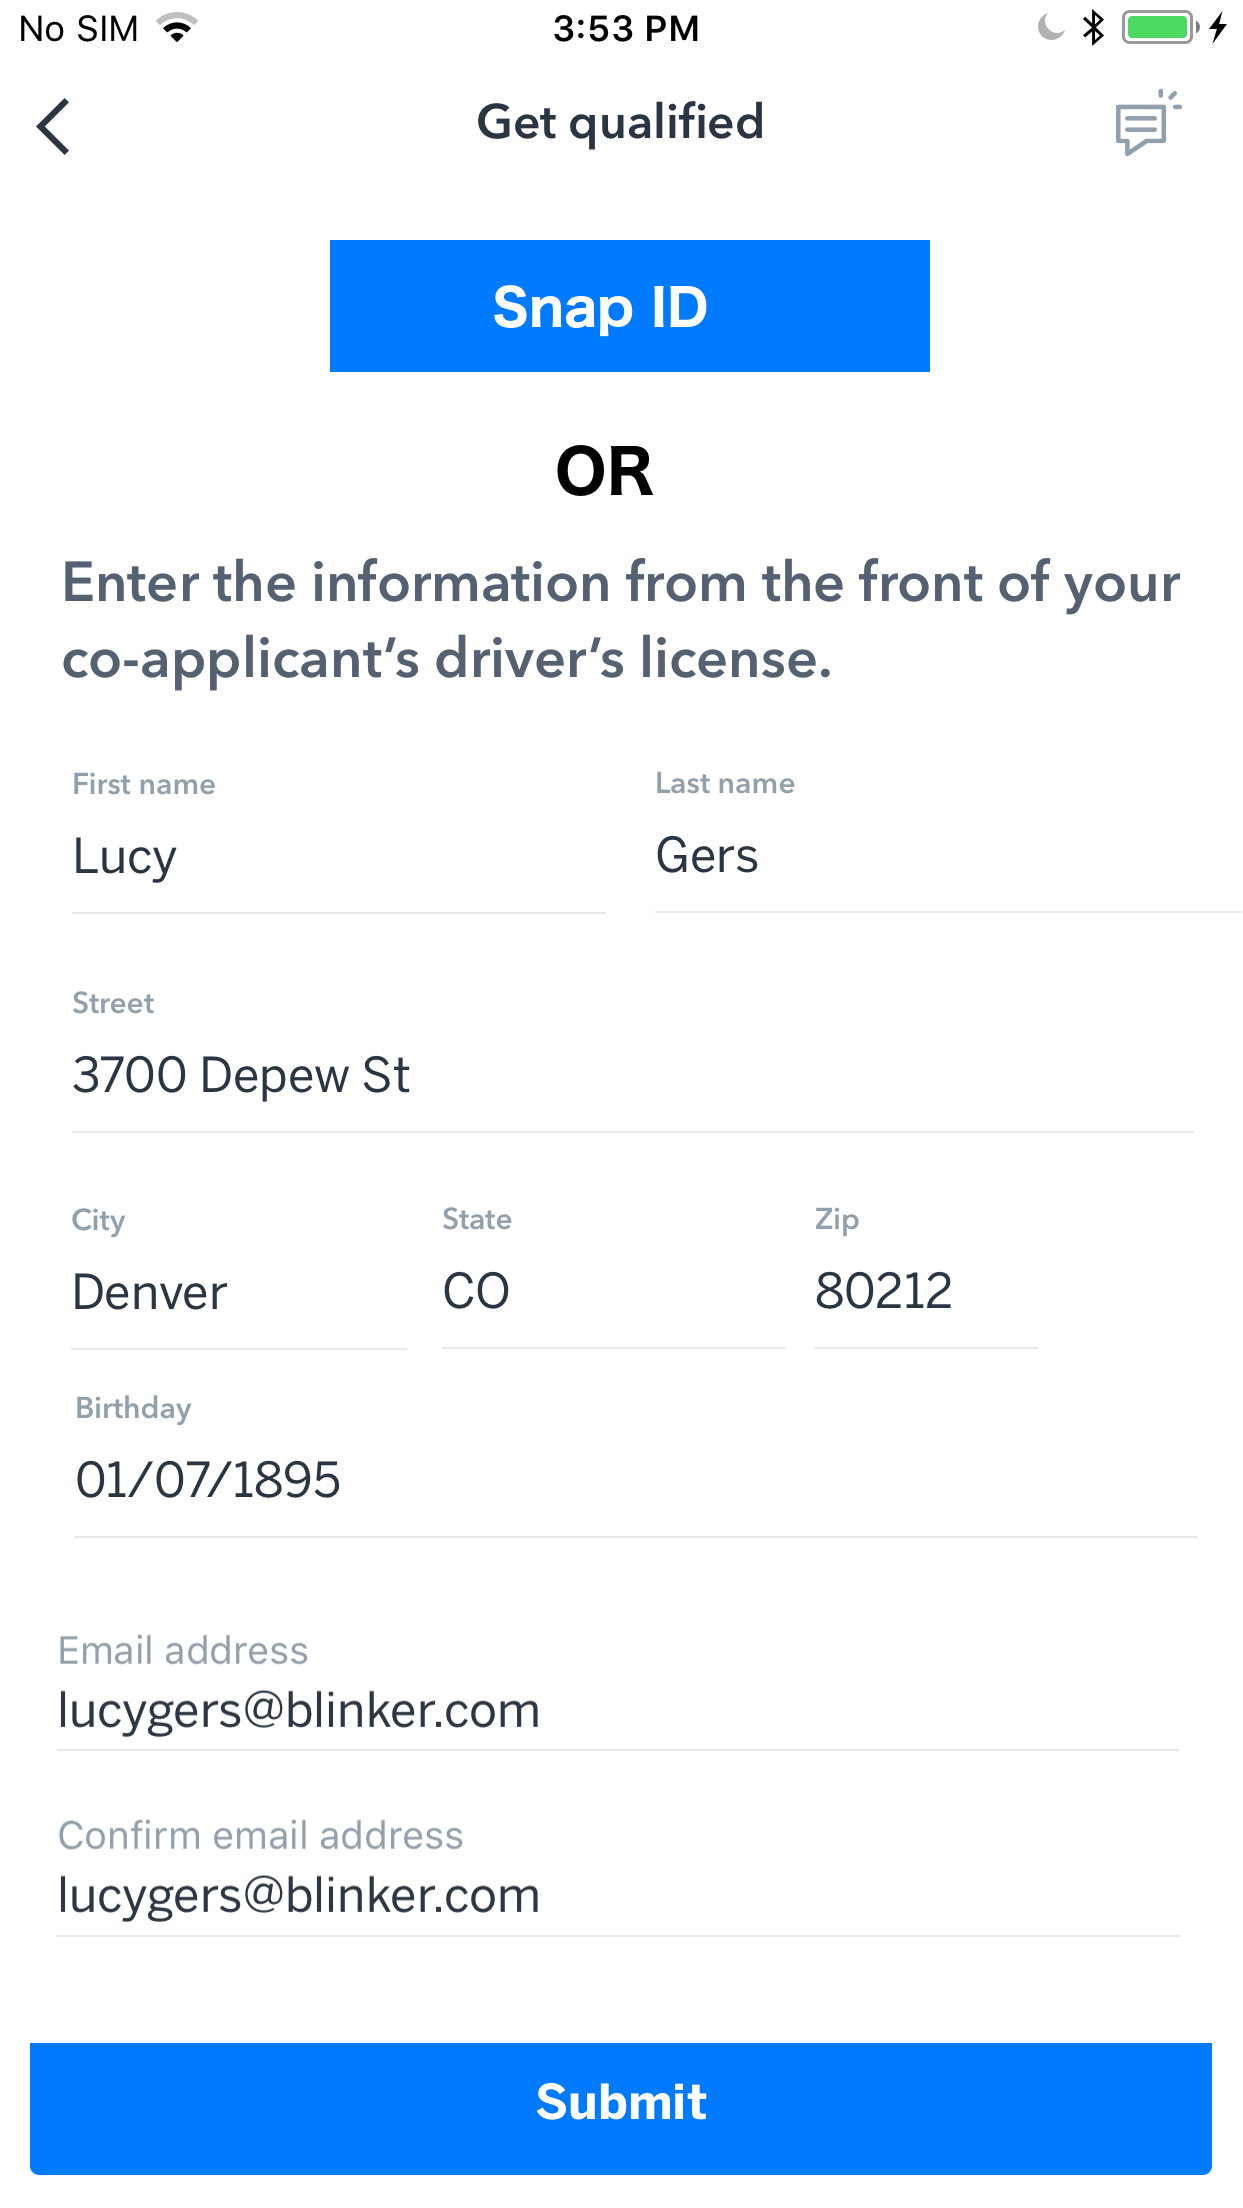 No SIM 3:53 PM
Get qualified
Snap ID
OR
Enter the information from the front of your
co-applicant’s driver’s license.
First name Last name
Lucy Gers
Street
3700 Depew St
City State Zip
Denver CO 80212
Birthday
01/07/1895
Email address
lucygers@blinker.com
Confirm email address
lucygers@blinker.com
Submit